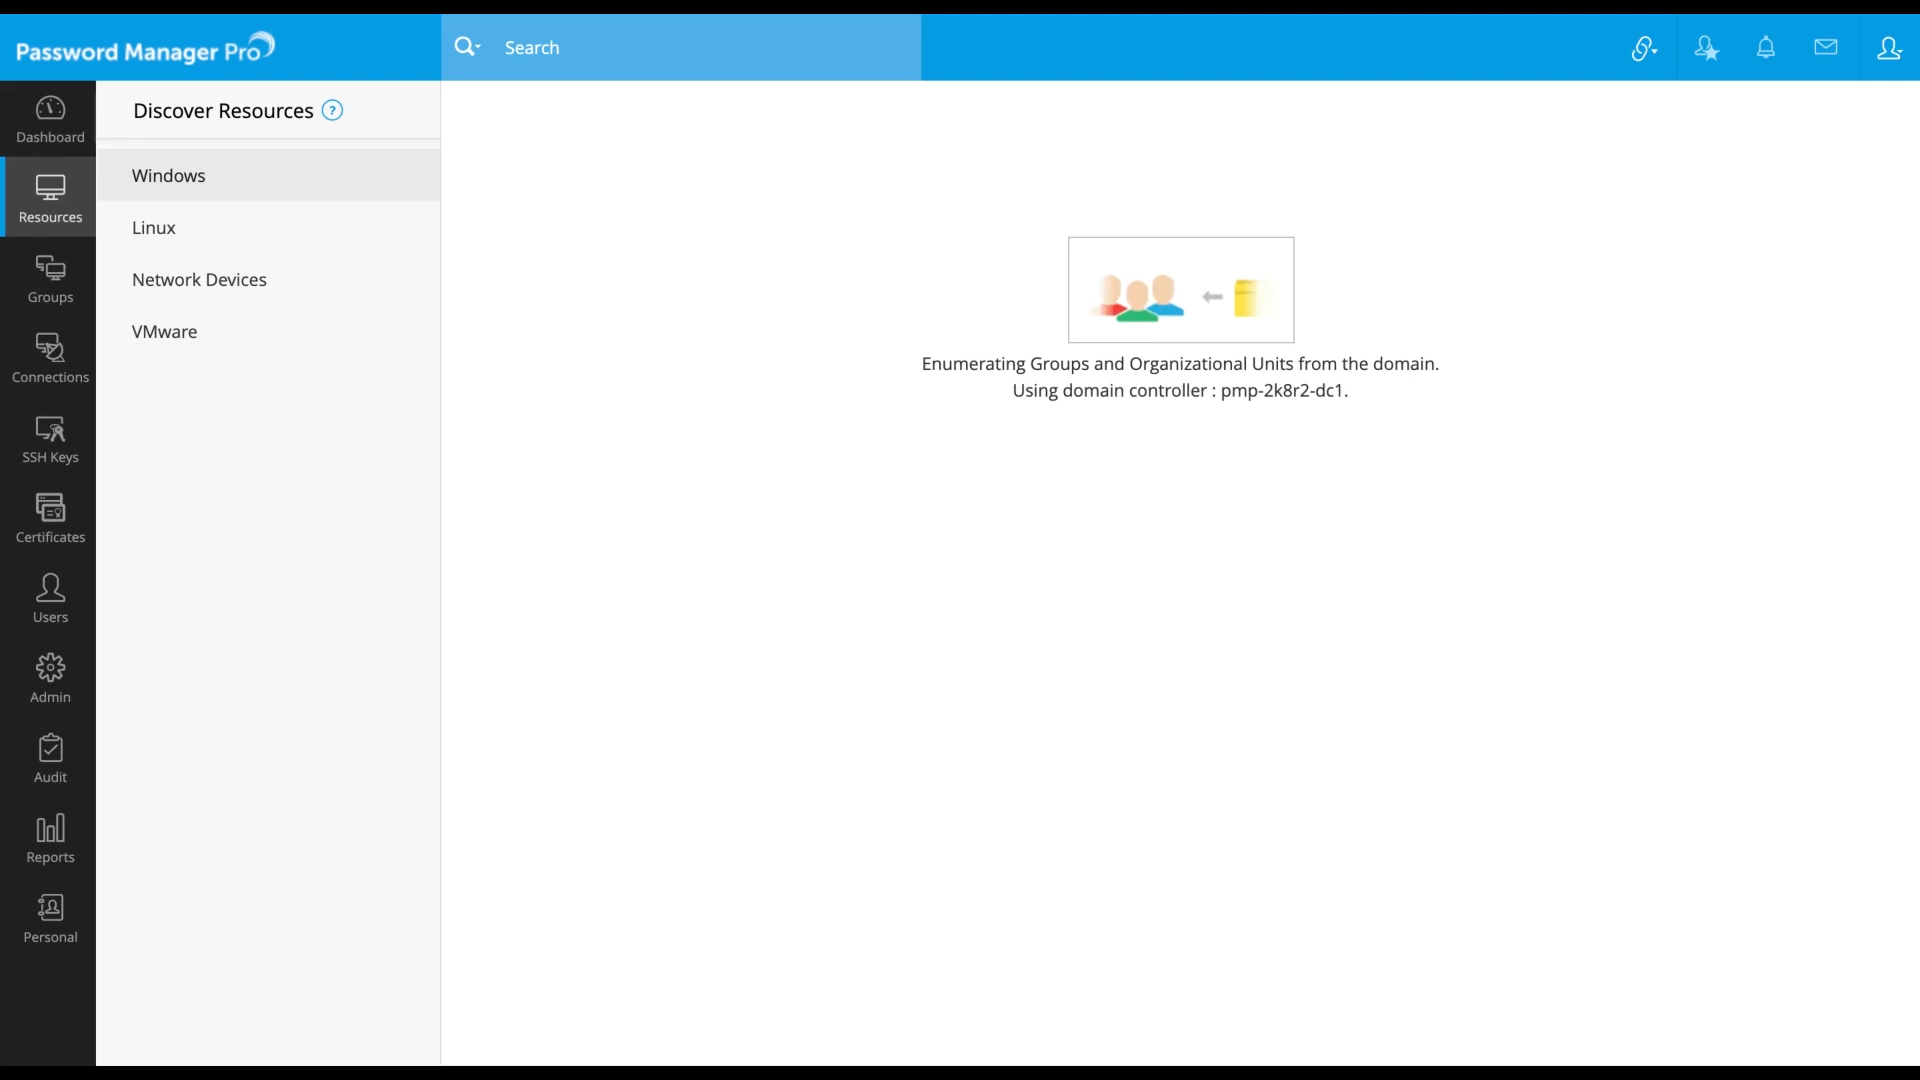 Password Manager Pro
Search
Dashboard
Resources
Groups
Connections
SSH Keys
Certificates
Users
Admin
Audit
Reports
Personal
Discover Resources ?
Windows
Linux
Network Devices
VMware
Enumerating Groups and Organizational Units from the domain.
Using domain controller : pmp-2k8r2-dc1.